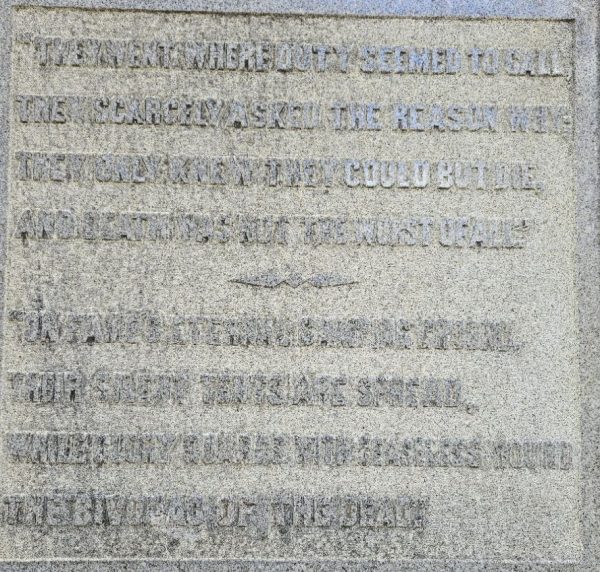 "THEY WENT WHERE DUTY SEEMED TO CALL,
THEY SCARCELY ASKED THE REASON WHY;
THEY ONLY KNEW THEY COULD BUT DIE,
AND DEATH WAS NOT THE WORST OF ALL."
"ON FAME'S ETERNAL CAMPING GROUND,
THEIR SILENT TENTS ARE SPREAD,
WHILE GLORY GUARDS WITH CEASELESS ROUND
THE BIVOUAC OF THE DEAD."